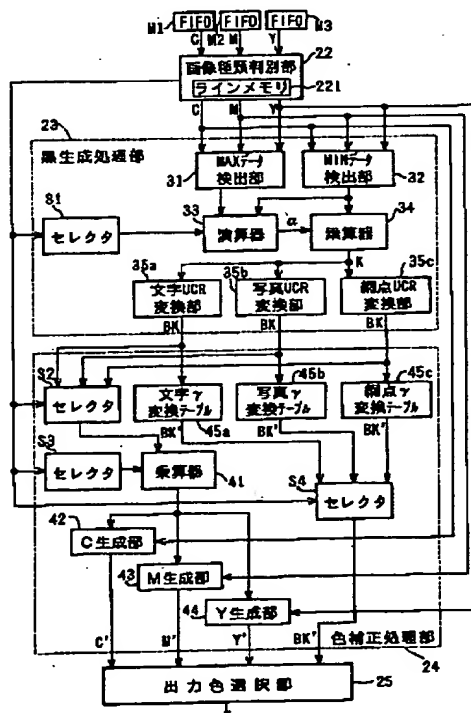 M1 FIFO FIFO FIFO M3
C M2 M Y
22
画像種類判別部
ラインメモリ 221
C M Y
23
黒生成処理部
MAXデータ
検出部
MINデータ
検出部
31 32
S1 33 34
セレクタ 演算器 α 乗算器
K
35a 35b 35c
文字UCR
変換部
写真UCR
変換部
網点UCR
変換部
BK BK BK
S2 45b 45c
セレクタ
文字γ
変換テーブル
写真γ
変換テーブル
網点γ
変換テーブル
BK' 45a BK' BK'
S3 S4
セレクタ 乗算器 41 セレクタ
42
C生成部
43 M生成部
44 Y生成部
C' M' Y' BK' 色補正処理部
24
出力色選択部 25